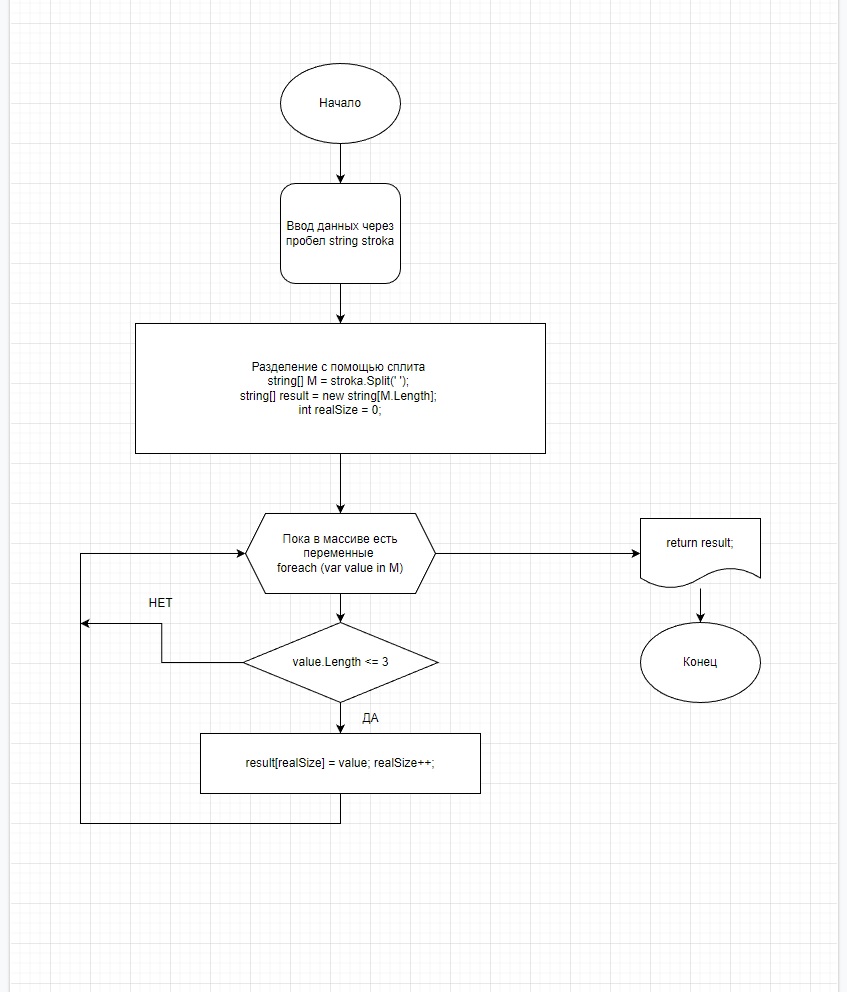 Начало
Ввод данных через
пробел string stroka
Разделение с помощью сплита
string[] M = stroka.Split(' ');
string[] result = new string[M.Length];
int realSize = 0;
Пока в массиве есть
переменные
foreach (var value in M)
return result;
НЕТ
value.Length <= 3
Конец
ДА
result[realSize] = value; realSize++;